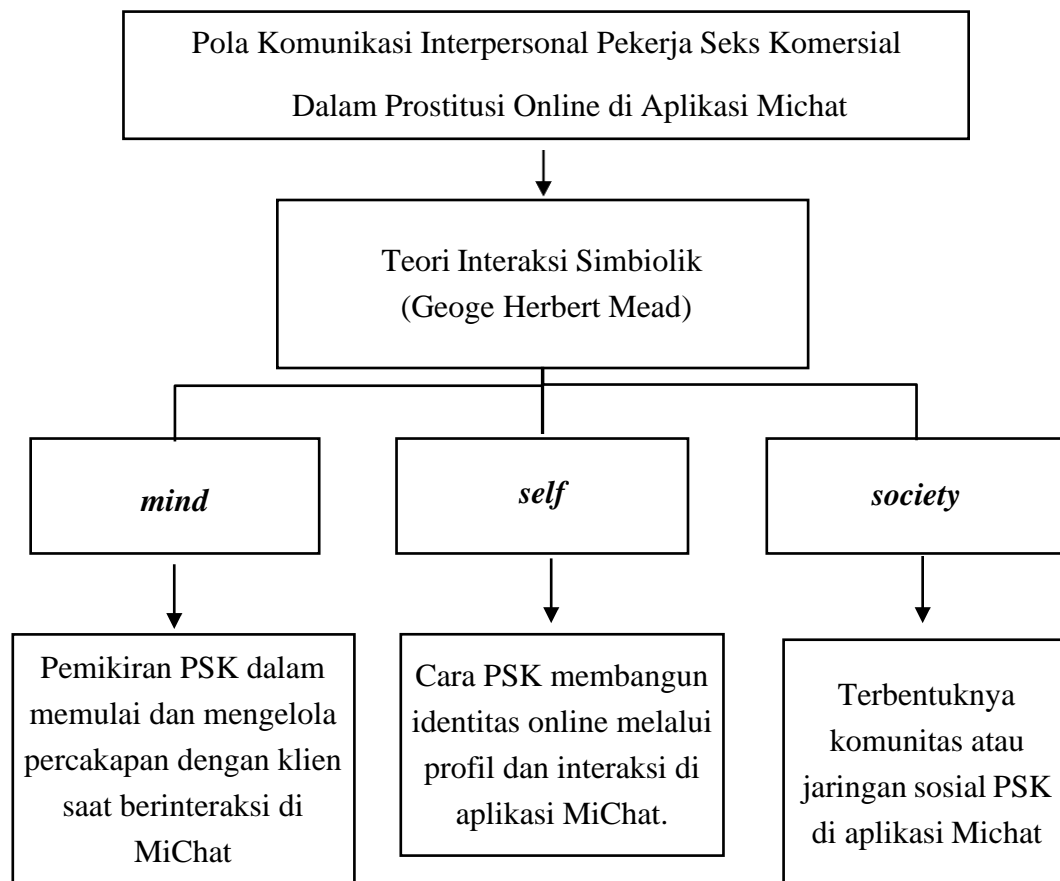 Pola Komunikasi Interpersonal Pekerja Seks Komersial
Dalam Prostitusi Online di Aplikasi Michat
Teori Interaksi Simbiolik
(Geoge Herbert Mead)
mind
self
society
Pemikiran PSK dalam
memulai dan mengelola
percakapan dengan klien
saat berinteraksi di
MiChat
Cara PSK membangun
identitas online melalui
profil dan interaksi di
aplikasi MiChat.
Terbentuknya
komunitas atau
jaringan sosial PSK
di aplikasi Michat